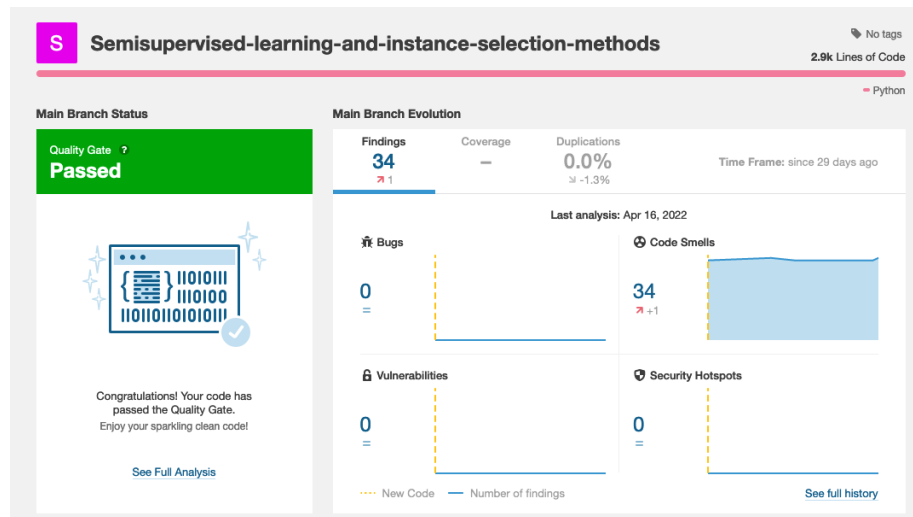 S
Semisupervised-learning-and-instance-selection-methods
No tags
2.9k Lines of Code
Python
Main Branch Status
Quality Gate ?
Passed
{ } 11010111
11110100
110110110101011
Congratulations! Your code has
passed the Quality Gate.
Enjoy your sparkling clean code!
See Full Analysis
Main Branch Evolution
Findings
34
1
Coverage
–
Duplications
0.0%
-1.3%
Time Frame: since 29 days ago
Last analysis: Apr 16, 2022
Bugs
0
=
Code Smells
34
+1
Vulnerabilities
0
=
Security Hotspots
0
=
New Code
Number of findings
See full history